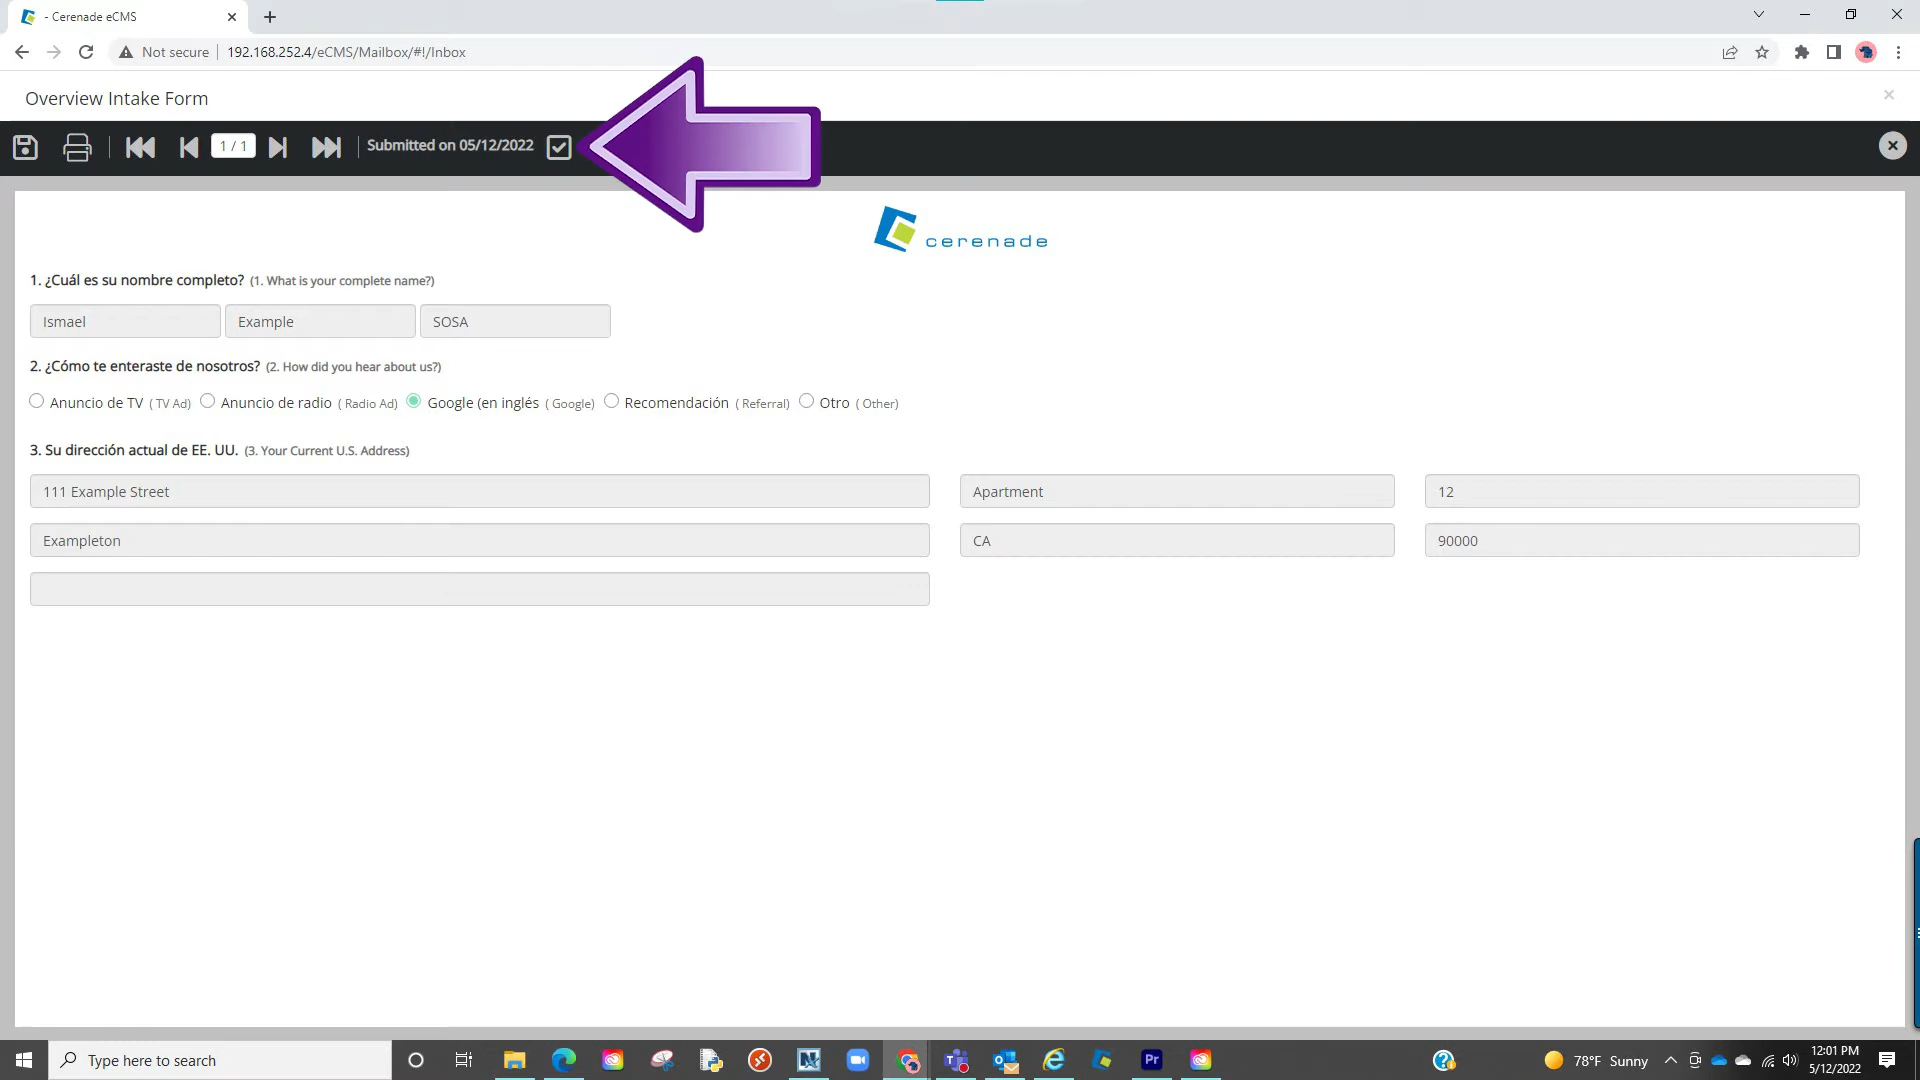 - Cerenade eCMS
Not secure 192.168.252.4/eCMS/Mailbox/#!/Inbox
Overview Intake Form
1 / 1 Submitted on 05/12/2022
cerenade
1. ¿Cuál es su nombre completo? (1. What is your complete name?)
Ismael Example SOSA
2. ¿Cómo te enteraste de nosotros? (2. How did you hear about us?)
Anuncio de TV ( TV Ad) Anuncio de radio ( Radio Ad) Google (en inglés ( Google) Recomendación ( Referral) Otro ( Other)
3. Su dirección actual de EE. UU. (3. Your Current U.S. Address)
111 Example Street Apartment 12
Exampleton CA 90000
Type here to search
Pr
78°F Sunny
12:01 PM
5/12/2022